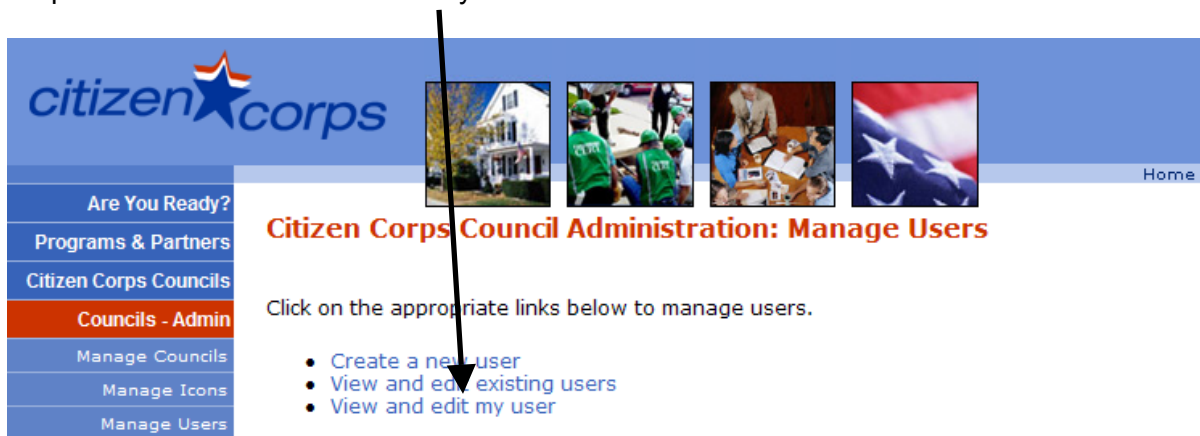 citizen corps
Home
Are You Ready?
Programs & Partners
Citizen Corps Councils
Councils - Admin
Manage Councils
Manage Icons
Manage Users
Citizen Corps Council Administration: Manage Users
Click on the appropriate links below to manage users.
• Create a new user
• View and edit existing users
• View and edit my user